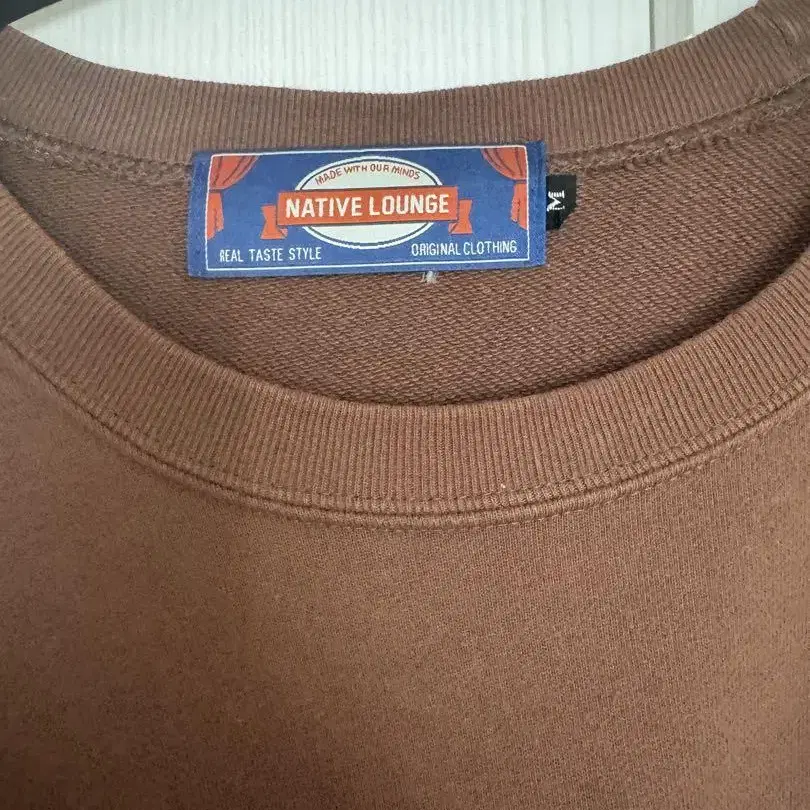 MADE WITH OUR MINDS
NATIVE LOUNGE
REAL TASTE STYLE
ORIGINAL CLOTHING
M